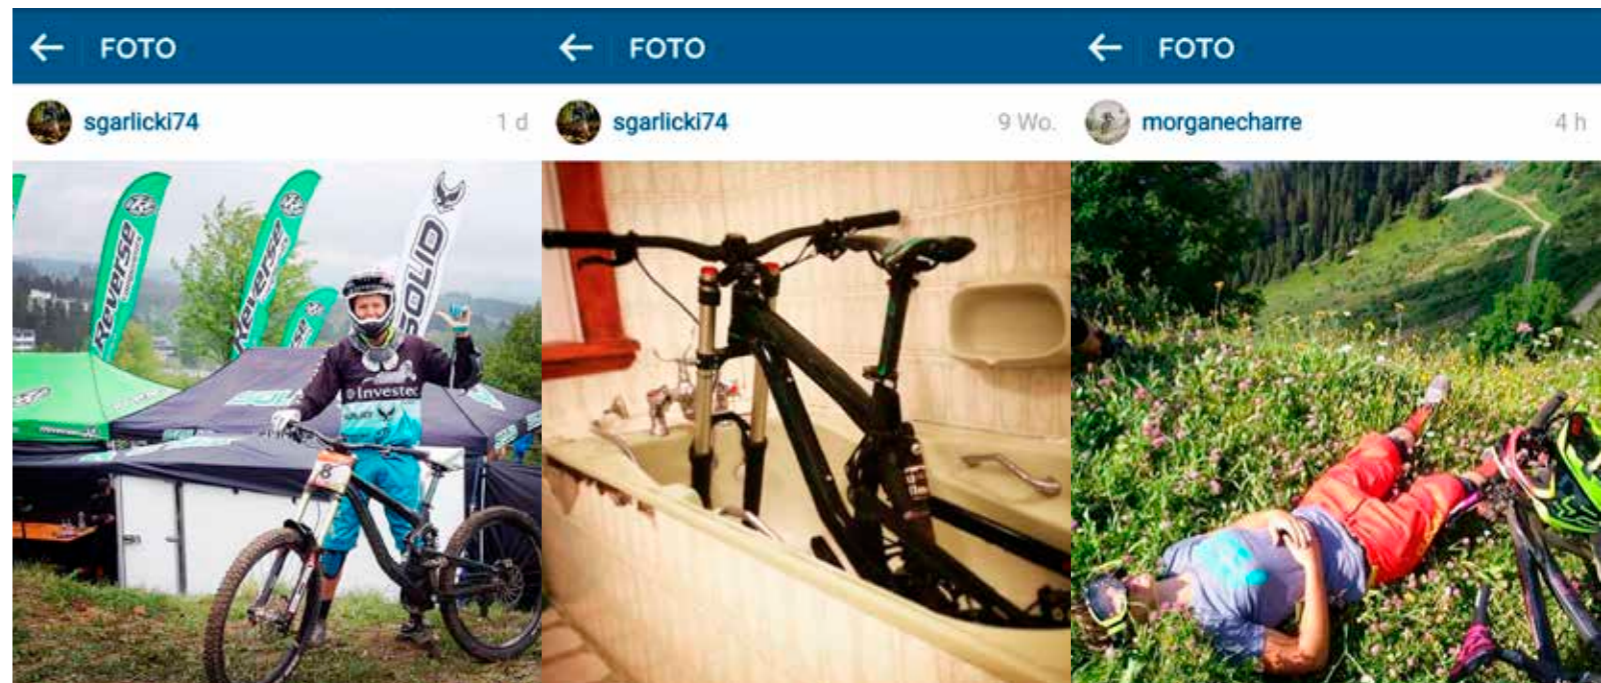 FOTO
sgarlicki74
1 d
Reverse
Reverse
SOLID
Investec
8
FOTO
sgarlicki74
9 Wo.
FOTO
morganecharre
4 h